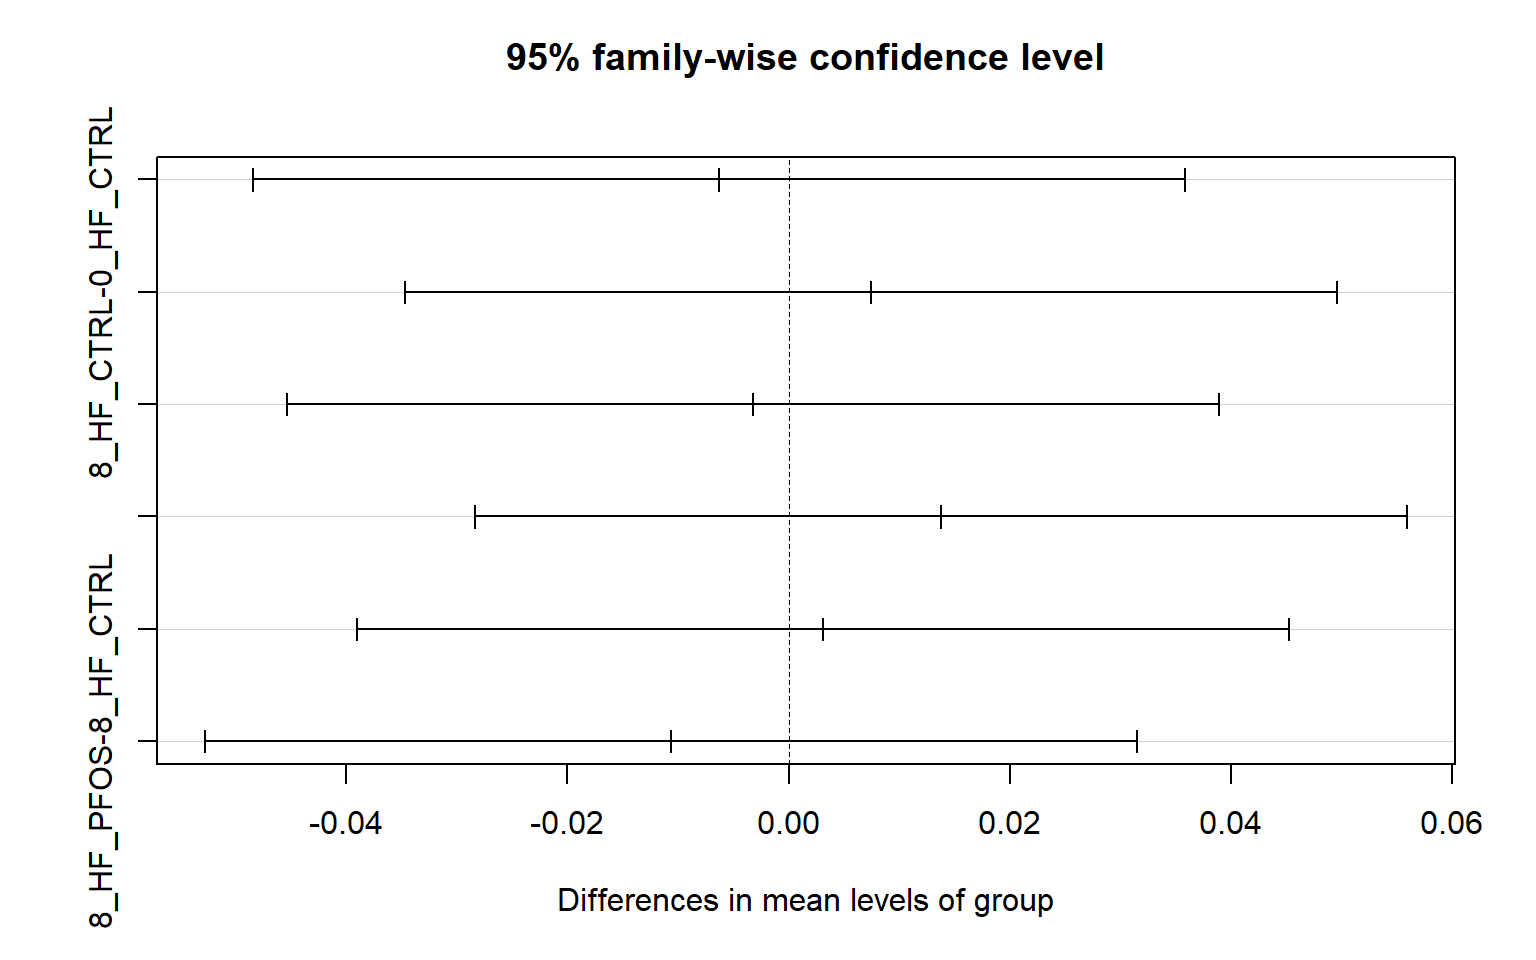 95% family-wise confidence level
8_HF_CTRL-0_HF_CTRL
8_HF_PFOS-8_HF_CTRL
-0.04 -0.02 0.00 0.02 0.04 0.06
Differences in mean levels of group